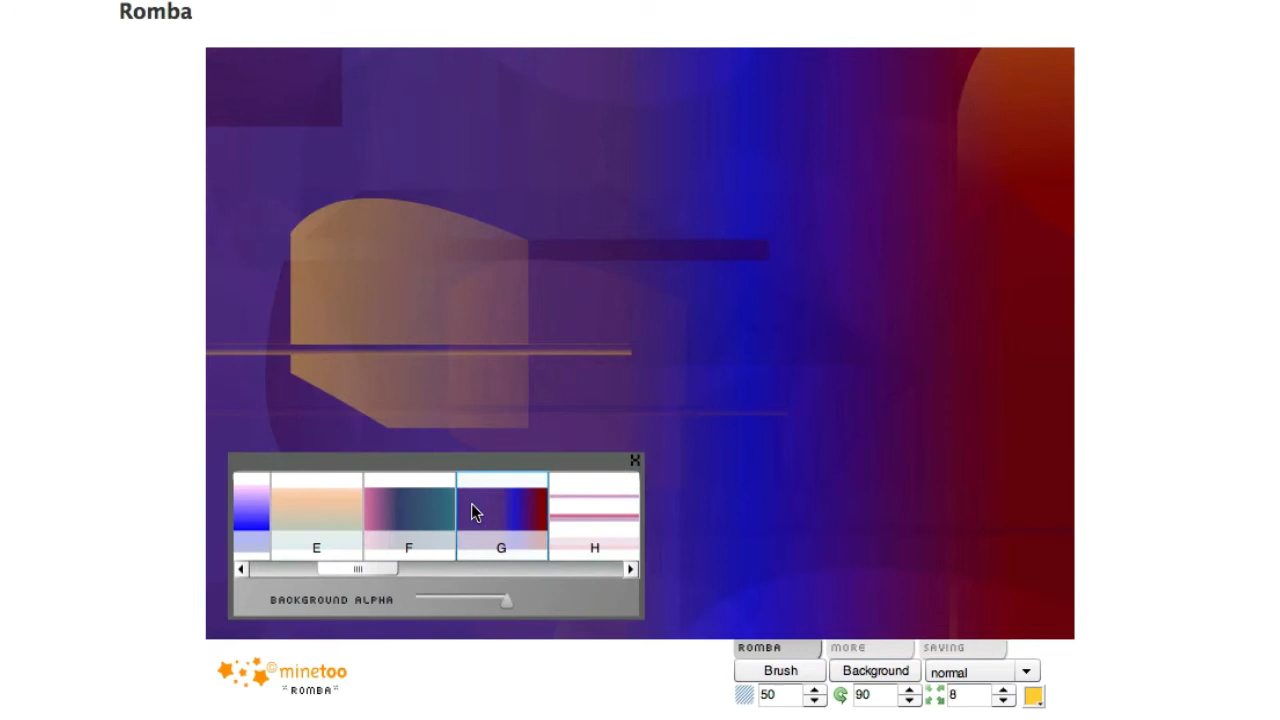 Romba
X
E F G H
BACKGROUND ALPHA
©minetoo
"ROMBA"
ROMBA MORE SAVING
Brush Background normal
50 90 8